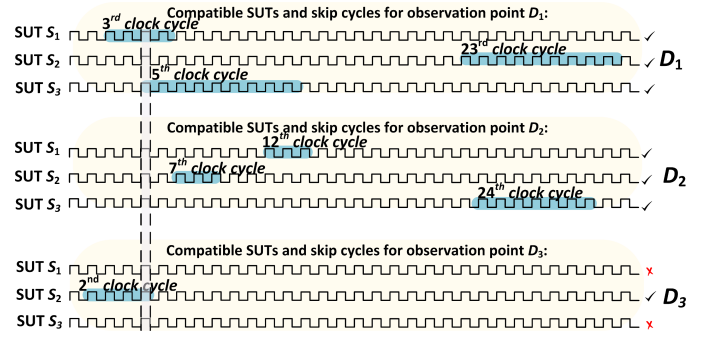 Compatible SUTs and skip cycles for observation point D₁:
3ʳᵈ clock cycle
SUT S₁ ✓
23ʳᵈ clock cycle
SUT S₂ ✓ D₁
5ᵗʰ clock cycle
SUT S₃ ✓
Compatible SUTs and skip cycles for observation point D₂:
12ᵗʰ clock cycle
SUT S₁ ✓
7ᵗʰ clock cycle
SUT S₂ ✓ D₂
24ᵗʰ clock cycle
SUT S₃ ✓
Compatible SUTs and skip cycles for observation point D₃:
SUT S₁ ✗
2ⁿᵈ clock cycle
SUT S₂ ✓ D₃
SUT S₃ ✗